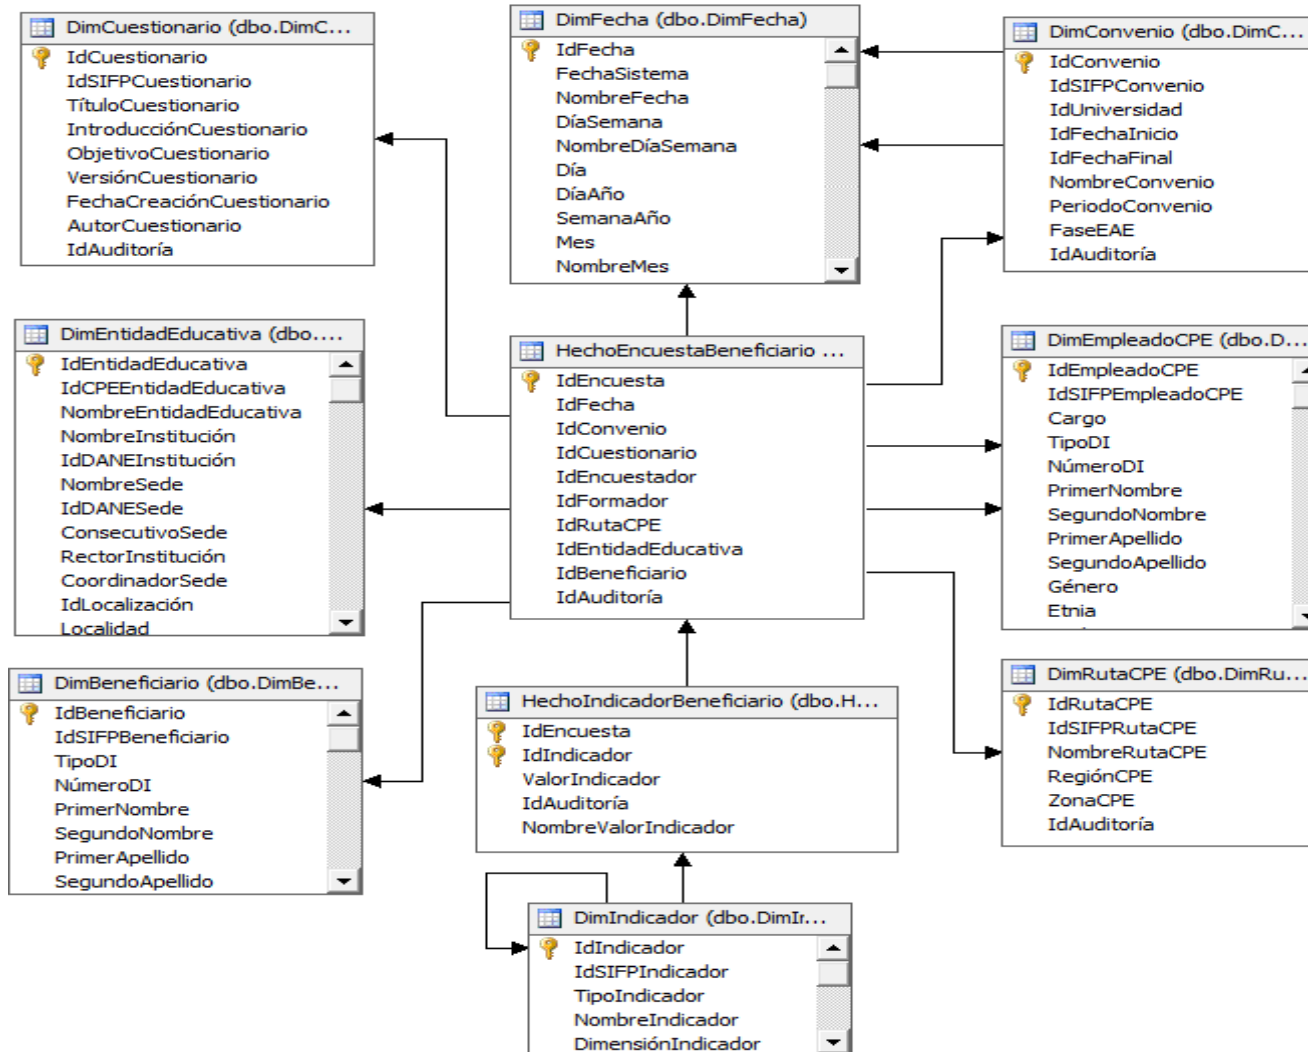 DimCuestionario (dbo.DimC...
IdCuestionario
IdSIFPCuestionario
TítuloCuestionario
IntroducciónCuestionario
ObjetivoCuestionario
VersiónCuestionario
FechaCreaciónCuestionario
AutorCuestionario
IdAuditoría
DimFecha (dbo.DimFecha)
IdFecha
FechaSistema
NombreFecha
DíaSemana
NombreDíaSemana
Día
DíaAño
SemanaAño
Mes
NombreMes
DimConvenio (dbo.DimC...
IdConvenio
IdSIFPConvenio
IdUniversidad
IdFechaInicio
IdFechaFinal
NombreConvenio
PeriodoConvenio
FaseEAE
IdAuditoría
DimEntidadEducativa (dbo....
IdEntidadEducativa
IdCPEEntidadEducativa
NombreEntidadEducativa
NombreInstitución
IdDANEInstitución
NombreSede
IdDANESede
ConsecutivoSede
RectorInstitución
CoordinadorSede
IdLocalización
Localidad
HechoEncuestaBeneficiario ...
IdEncuesta
IdFecha
IdConvenio
IdCuestionario
IdEncuestador
IdFormador
IdRutaCPE
IdEntidadEducativa
IdBeneficiario
IdAuditoría
DimEmpleadoCPE (dbo.D...
IdEmpleadoCPE
IdSIFPEmpleadoCPE
Cargo
TipoDI
NúmeroDI
PrimerNombre
SegundoNombre
PrimerApellido
SegundoApellido
Género
Etnia
DimBeneficiario (dbo.DimBe...
IdBeneficiario
IdSIFPBeneficiario
TipoDI
NúmeroDI
PrimerNombre
SegundoNombre
PrimerApellido
SegundoApellido
HechoIndicadorBeneficiario (dbo.H...
IdEncuesta
IdIndicador
ValorIndicador
IdAuditoría
NombreValorIndicador
DimRutaCPE (dbo.DimRu...
IdRutaCPE
IdSIFPRutaCPE
NombreRutaCPE
RegiónCPE
ZonaCPE
IdAuditoría
DimIndicador (dbo.DimIr...
IdIndicador
IdSIFPIndicador
TipoIndicador
NombreIndicador
DimensiónIndicador